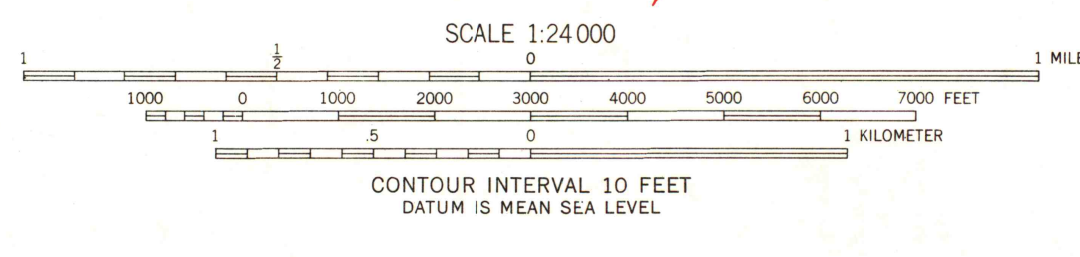 SCALE 1:24 000
1 ½ 0 1 MILE
1000 0 1000 2000 3000 4000 5000 6000 7000 FEET
1 .5 0 1 KILOMETER
CONTOUR INTERVAL 10 FEET
DATUM IS MEAN SEA LEVEL